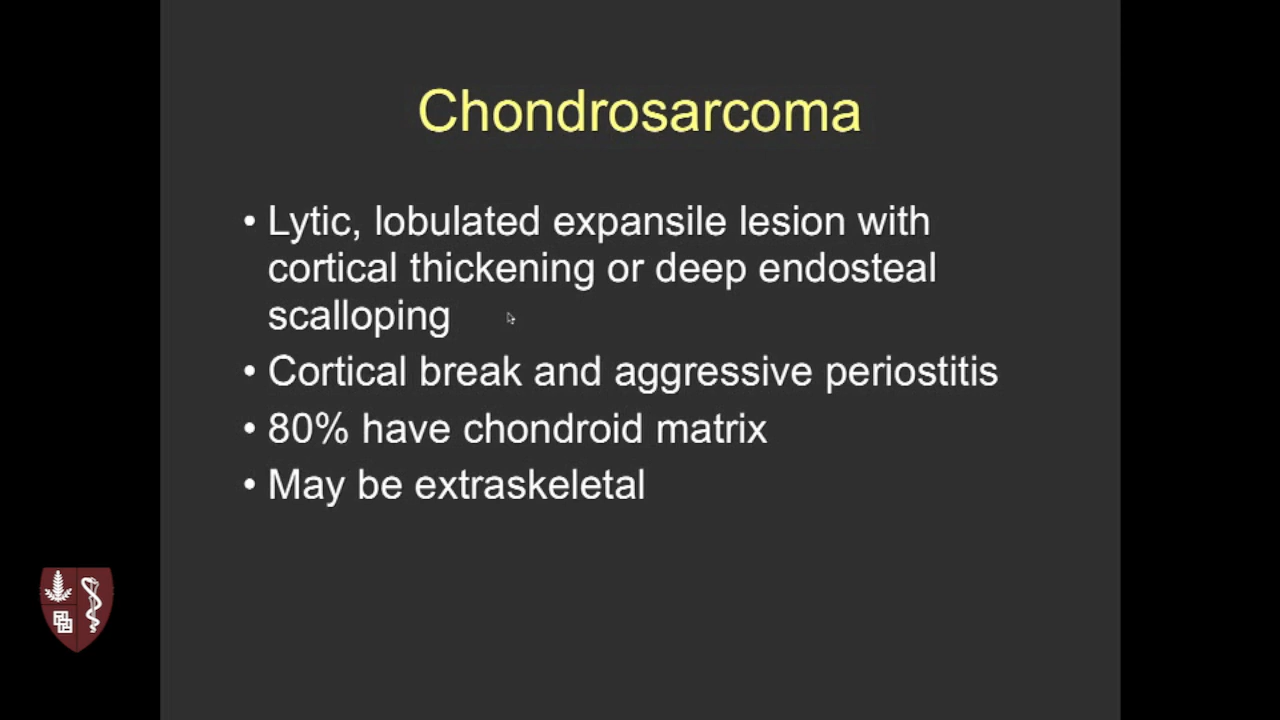 Chondrosarcoma
• Lytic, lobulated expansile lesion with
cortical thickening or deep endosteal
scalloping
• Cortical break and aggressive periostitis
• 80% have chondroid matrix
• May be extraskeletal